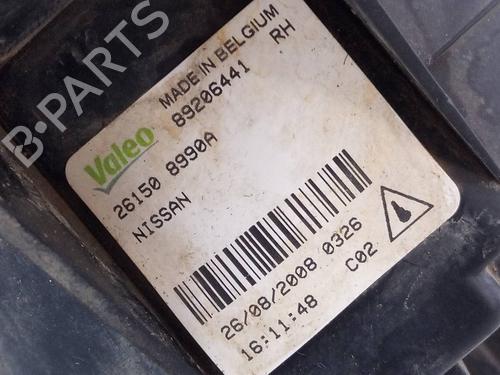 B-PARTS
Valeo
MADE IN BELGIUM
89206441
RH
26150 8990A
NISSAN
26/08/2008 0326
16:11:48
C02